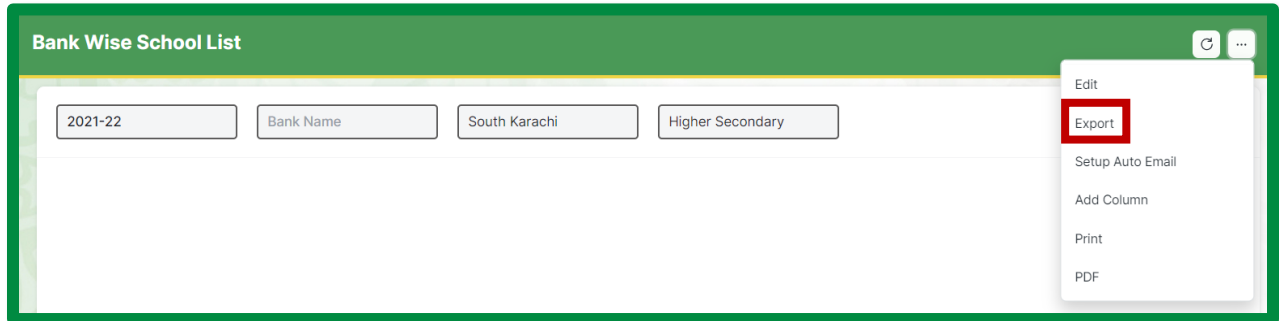 Bank Wise School List
...
2021-22 Bank Name South Karachi Higher Secondary
Edit
Export
Setup Auto Email
Add Column
Print
PDF